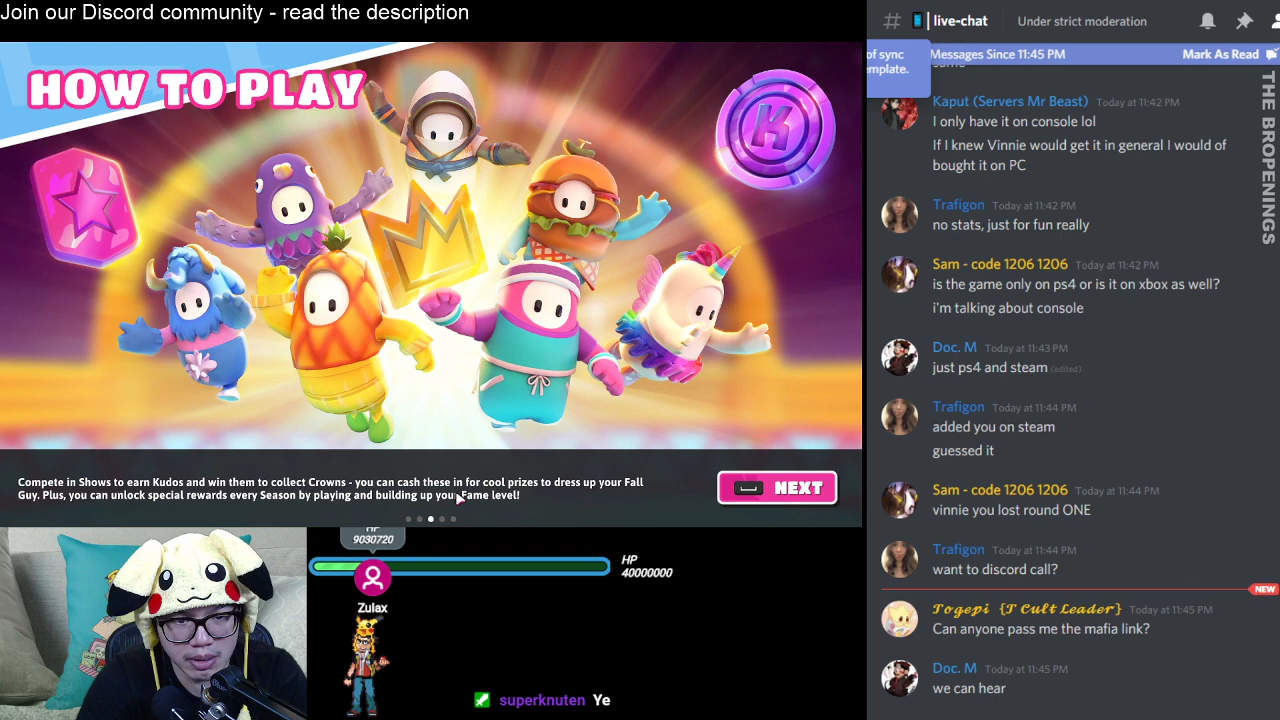 Join our Discord community - read the description
HOW TO PLAY
K
Compete in Shows to earn Kudos and win them to collect Crowns - you can cash these in for cool prizes to dress up your Fall
Guy. Plus, you can unlock special rewards every Season by playing and building up your Fame level!
NEXT
9030720
HP
40000000
Zulax
superknuten Ye
# | live-chat Under strict moderation
of sync
emplate.
Messages Since 11:45 PM Mark As Read
Kaput (Servers Mr Beast) Today at 11:42 PM
I only have it on console lol
If I knew Vinnie would get it in general I would of
bought it on PC
Trafigon Today at 11:42 PM
no stats, just for fun really
Sam - code 1206 1206 Today at 11:42 PM
is the game only on ps4 or is it on xbox as well?
i'm talking about console
Doc. M Today at 11:43 PM
just ps4 and steam (edited)
Trafigon Today at 11:44 PM
added you on steam
guessed it
Sam - code 1206 1206 Today at 11:44 PM
vinnie you lost round ONE
Trafigon Today at 11:44 PM
want to discord call?
NEW
𝓣𝓸𝓰𝓮𝓹𝓲 {𝓣 𝓒𝓾𝓵𝓽 𝓛𝓮𝓪𝓭𝓮𝓻} Today at 11:45 PM
Can anyone pass me the mafia link?
Doc. M Today at 11:45 PM
we can hear
THE BROPENINGS